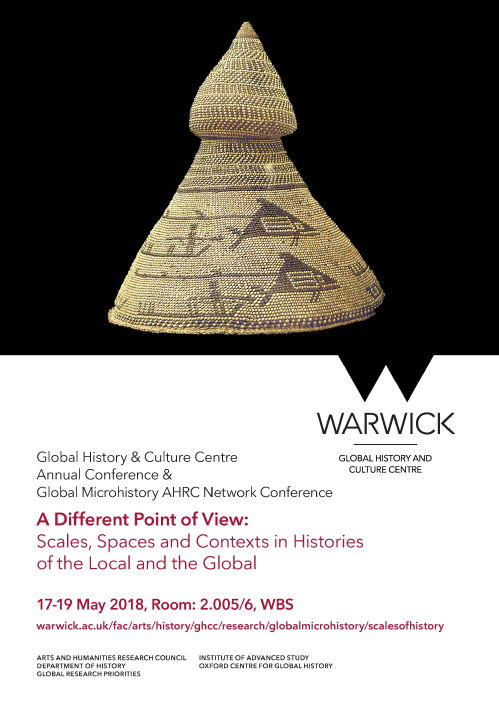 WARWICK
GLOBAL HISTORY AND
CULTURE CENTRE
Global History & Culture Centre
Annual Conference &
Global Microhistory AHRC Network Conference
A Different Point of View:
Scales, Spaces and Contexts in Histories
of the Local and the Global
17-19 May 2018, Room: 2.005/6, WBS
warwick.ac.uk/fac/arts/history/ghcc/research/globalmicrohistory/scalesofhistory
ARTS AND HUMANITIES RESEARCH COUNCIL
DEPARTMENT OF HISTORY
GLOBAL RESEARCH PRIORITIES
INSTITUTE OF ADVANCED STUDY
OXFORD CENTRE FOR GLOBAL HISTORY